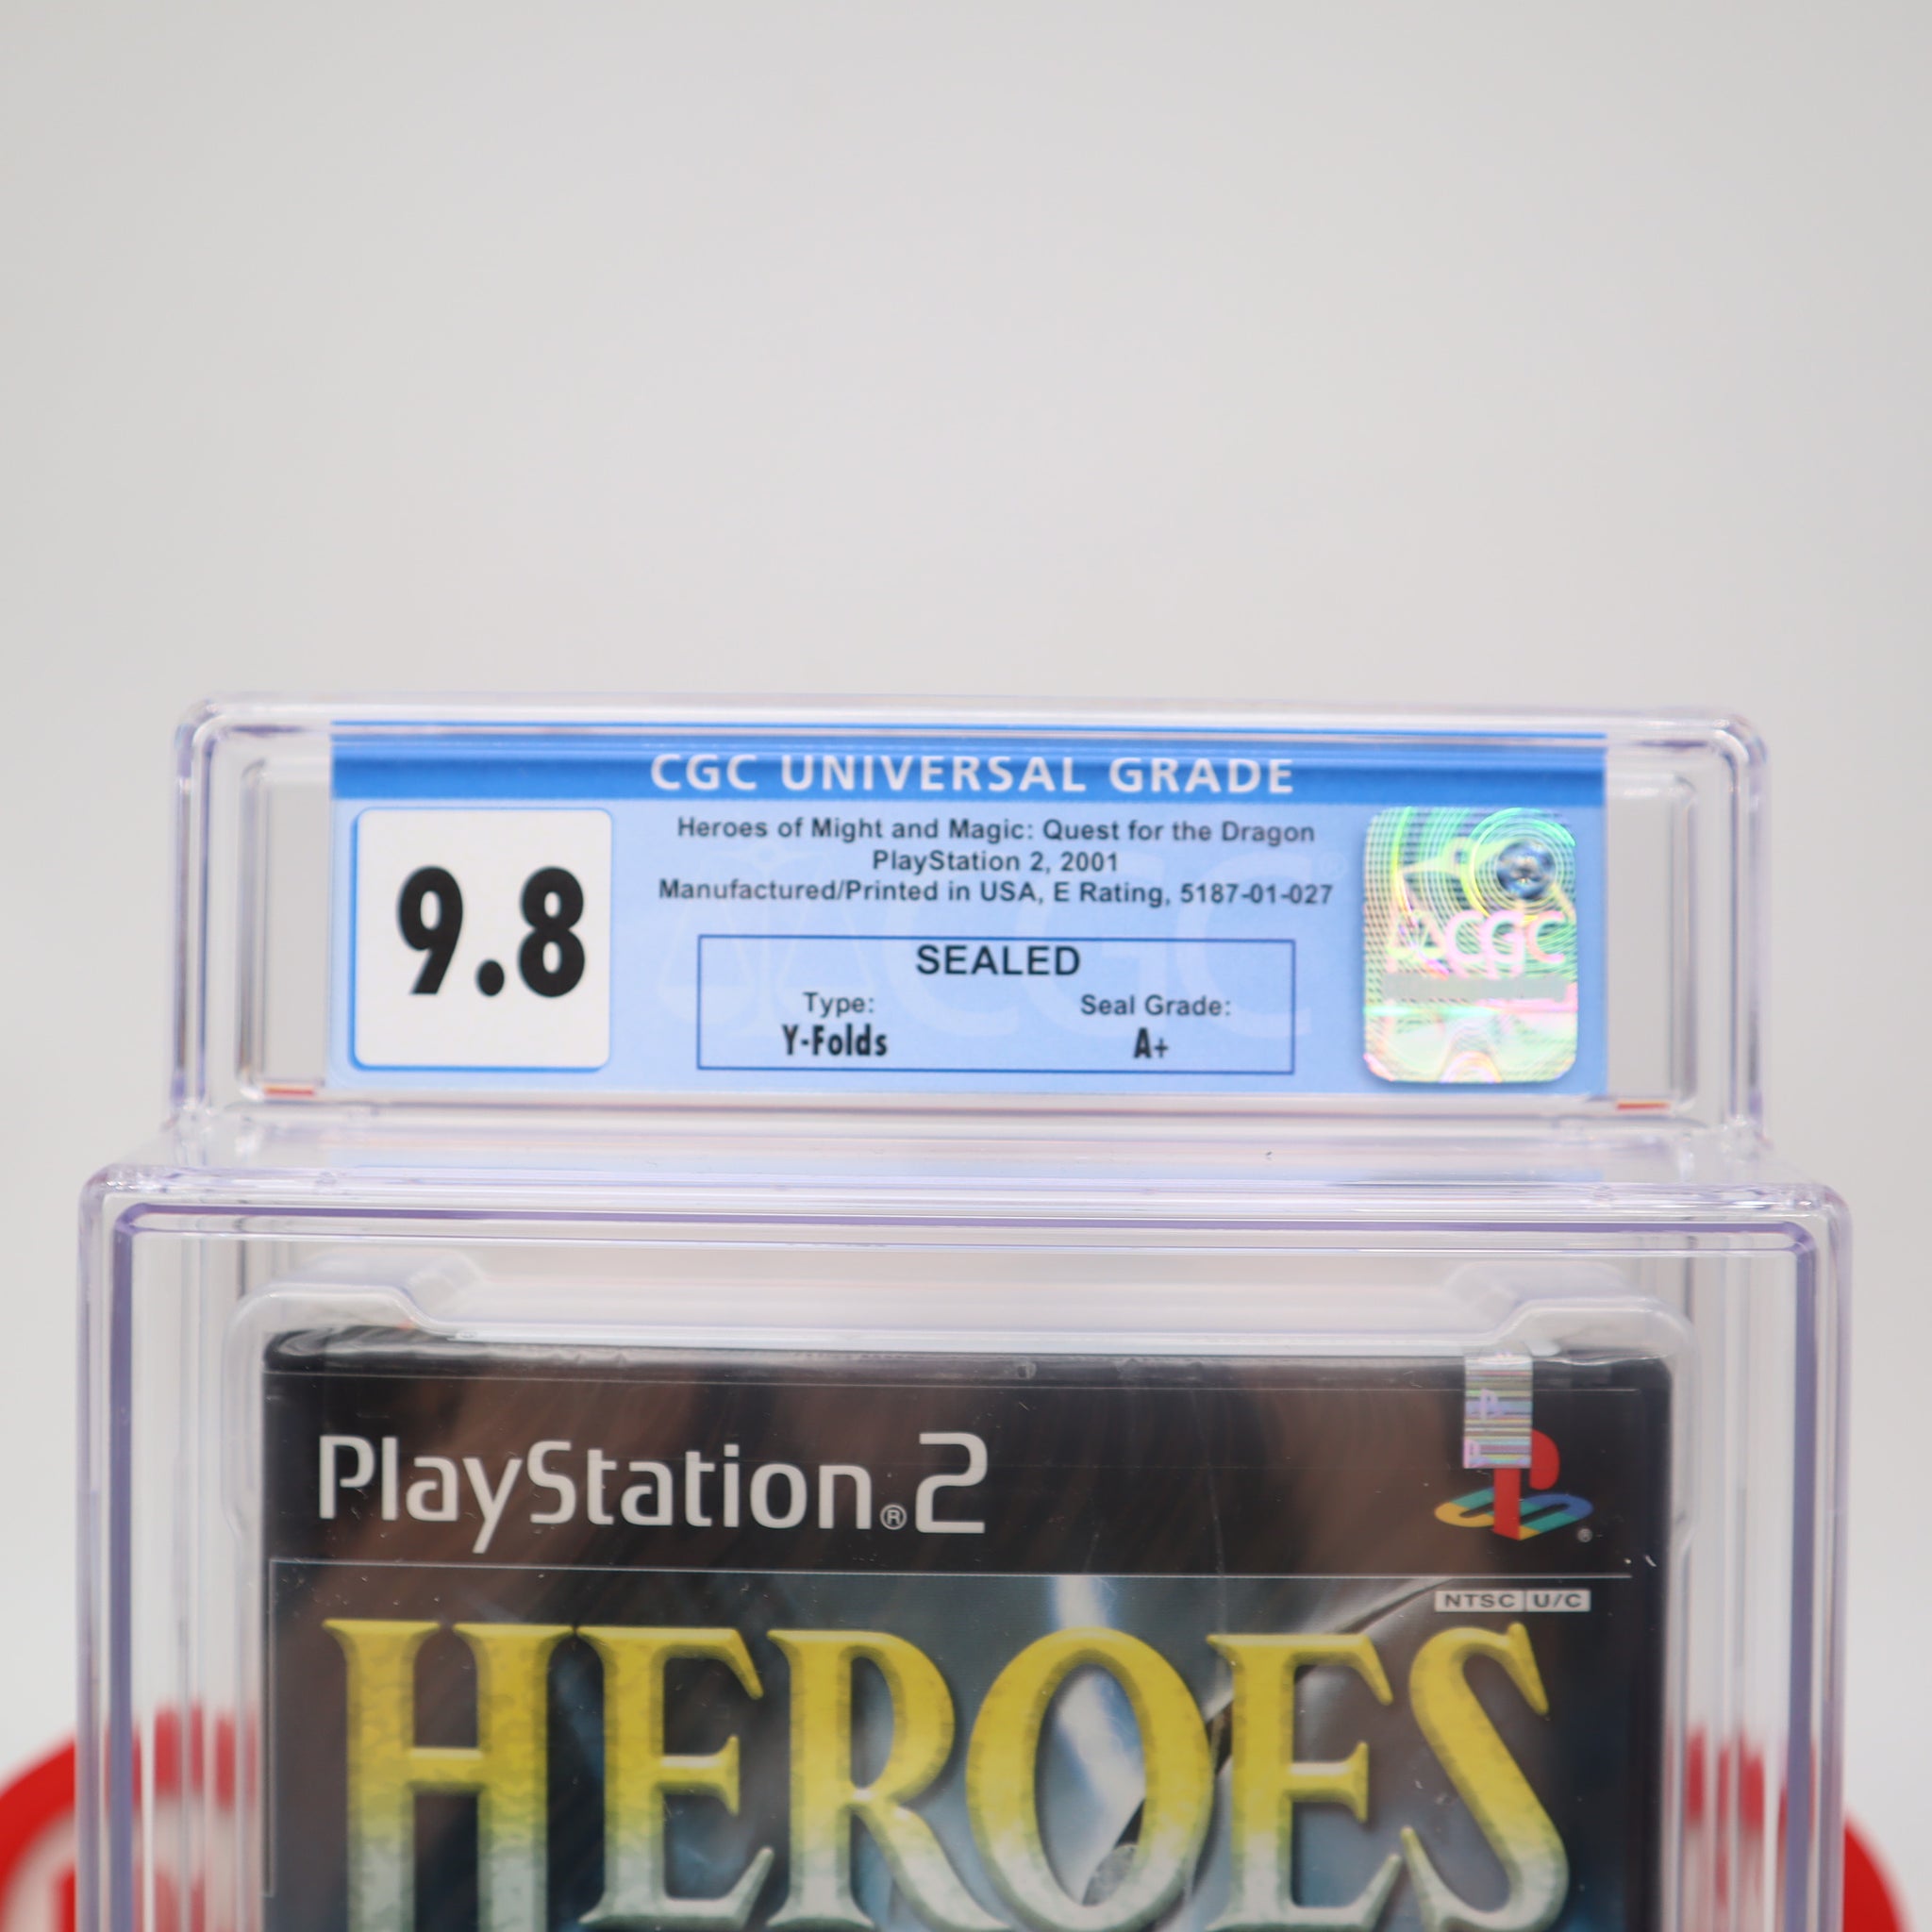 CGC UNIVERSAL GRADE
9.8
Heroes of Might and Magic: Quest for the Dragon
PlayStation 2, 2001
Manufactured/Printed in USA, E Rating, 5187-01-027
SEALED
Type: Seal Grade:
Y-Folds A+
CGC
PlayStation®2
NTSC U/C
HEROES